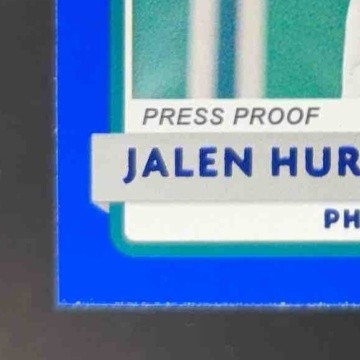 PRESS PROOF
JALEN HUR
PH